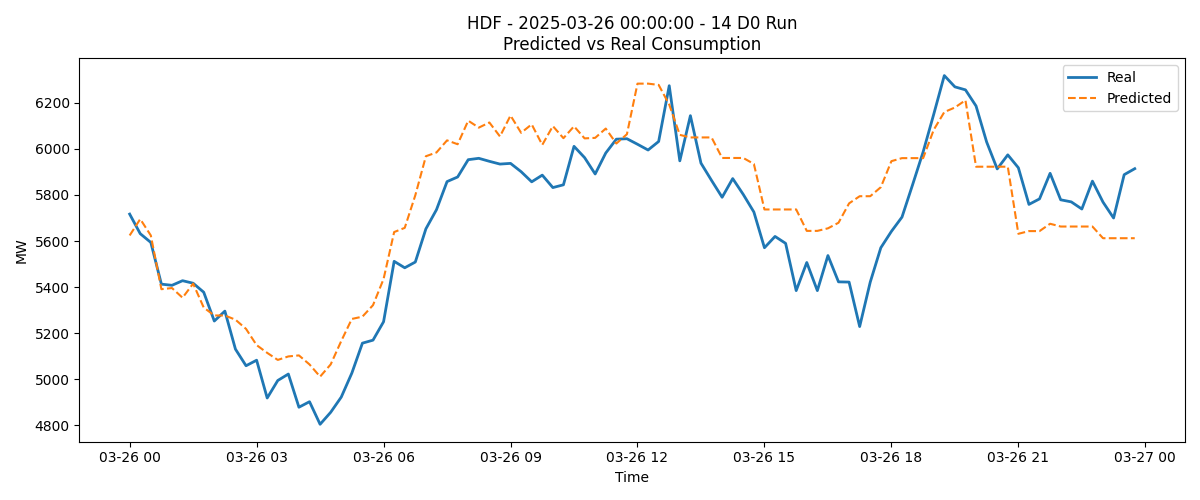 HDF - 2025-03-26 00:00:00 - 14 D0 Run
Predicted vs Real Consumption
Real
Predicted
MW
6200
6000
5800
5600
5400
5200
5000
4800
03-26 00
03-26 03
03-26 06
03-26 09
03-26 12
03-26 15
03-26 18
03-26 21
03-27 00
Time